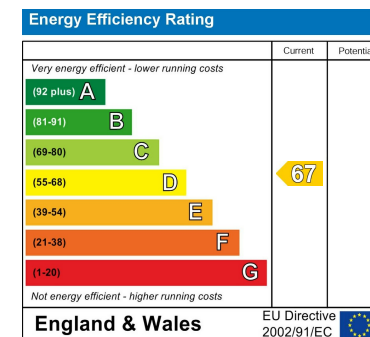 Energy Efficiency Rating
Current Potentia
Very energy efficient - lower running costs
(92 plus) A
(81-91) B
(69-80) C
(55-68) D
67
(39-54) E
(21-38) F
(1-20) G
Not energy efficient - higher running costs
England & Wales
EU Directive
2002/91/EC